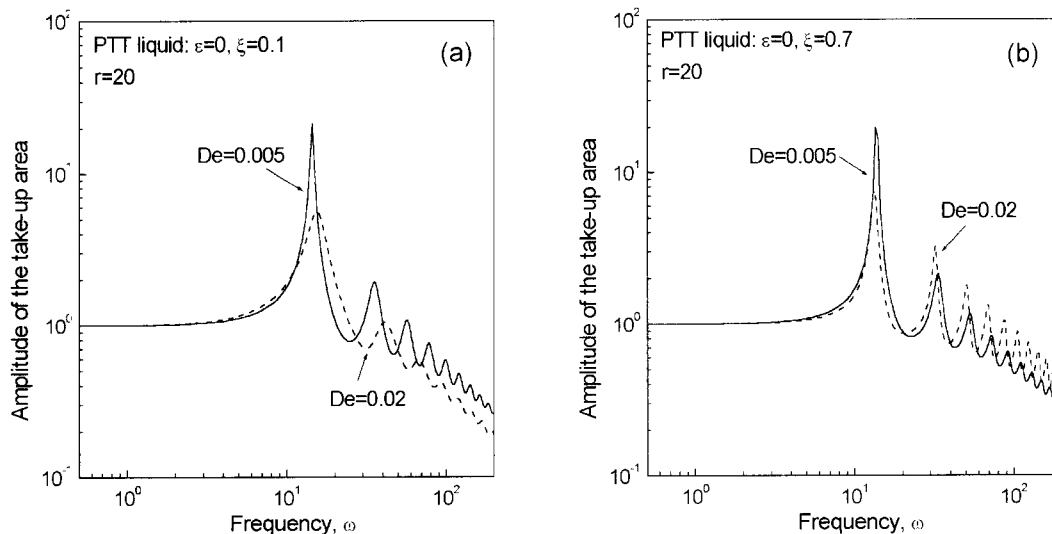 10²
PTT liquid: ε=0, ξ=0.1
r=20
(a)
De=0.005
10¹
10⁰
De=0.02
10⁰
10¹
10²
Amplitude of the take-up area
Frequency, ω
10²
PTT liquid: ε=0, ξ=0.7
r=20
(b)
De=0.005
10¹
De=0.02
10⁰
10⁻¹
10⁰
10¹
10²
Amplitude of the take-up area
Frequency, ω